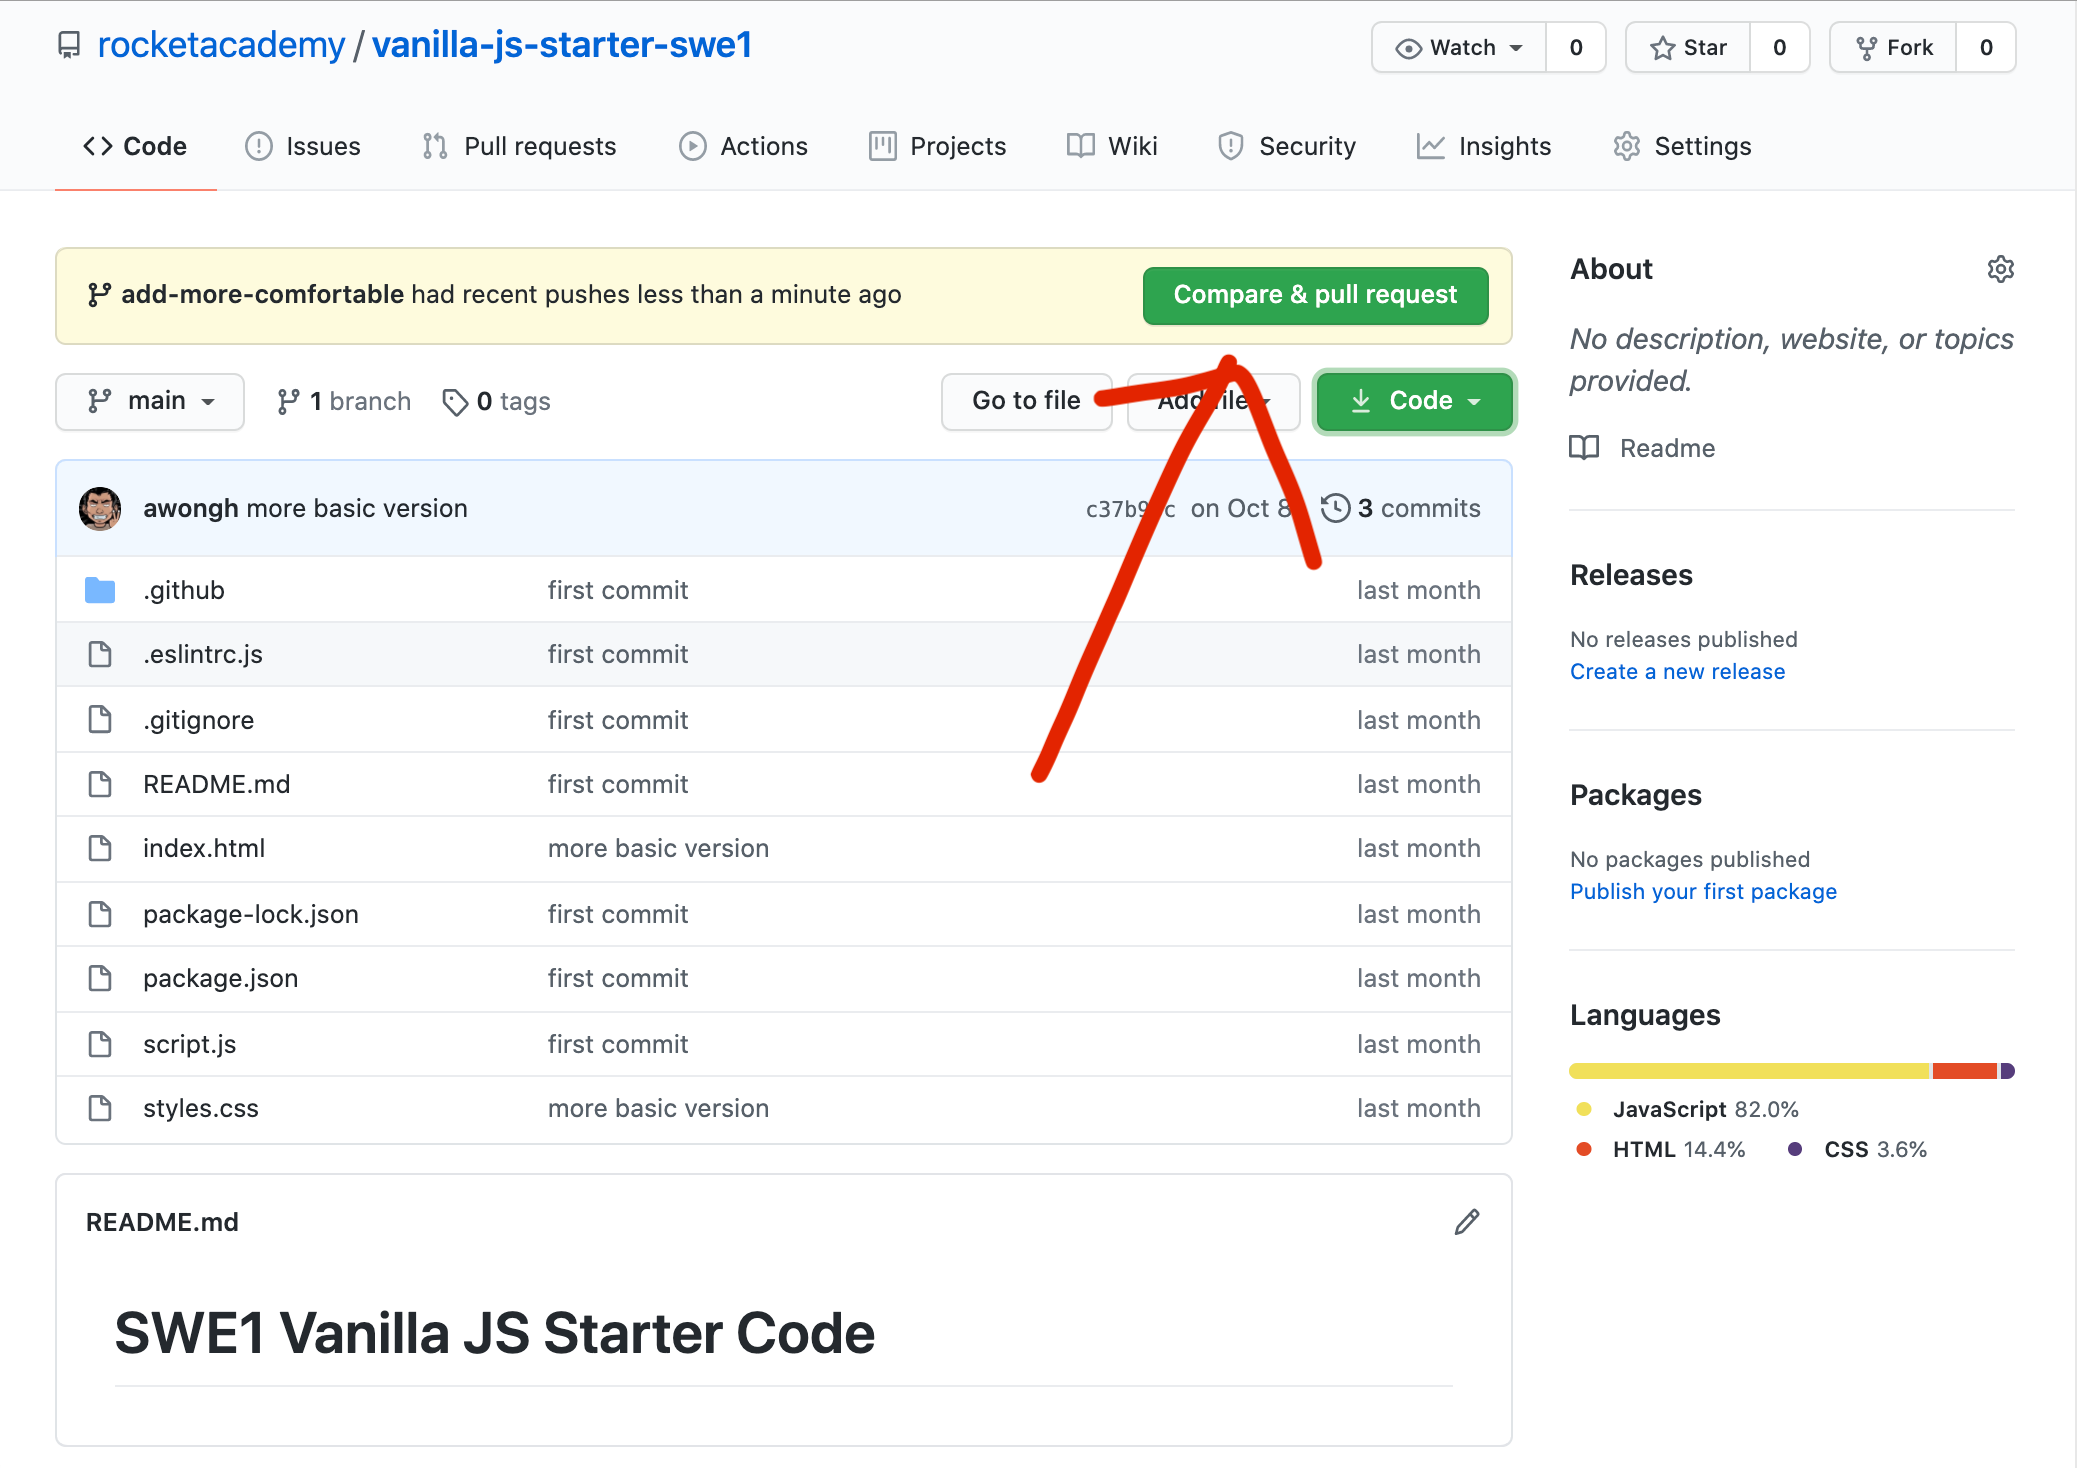 rocketacademy / vanilla-js-starter-swe1
Watch 0 Star 0 Fork 0
Code Issues Pull requests Actions Projects Wiki Security Insights Settings
add-more-comfortable had recent pushes less than a minute ago Compare & pull request
main 1 branch 0 tags Go to file Add file Code
awongh more basic version on Oct 8 3 commits
.github first commit last month
.eslintrc.js first commit last month
.gitignore first commit last month
README.md first commit last month
index.html more basic version last month
package-lock.json first commit last month
package.json first commit last month
script.js first commit last month
styles.css more basic version last month
README.md
SWE1 Vanilla JS Starter Code
About
No description, website, or topics
provided.
Readme
Releases
No releases published
Create a new release
Packages
No packages published
Publish your first package
Languages
JavaScript 82.0%
HTML 14.4% CSS 3.6%